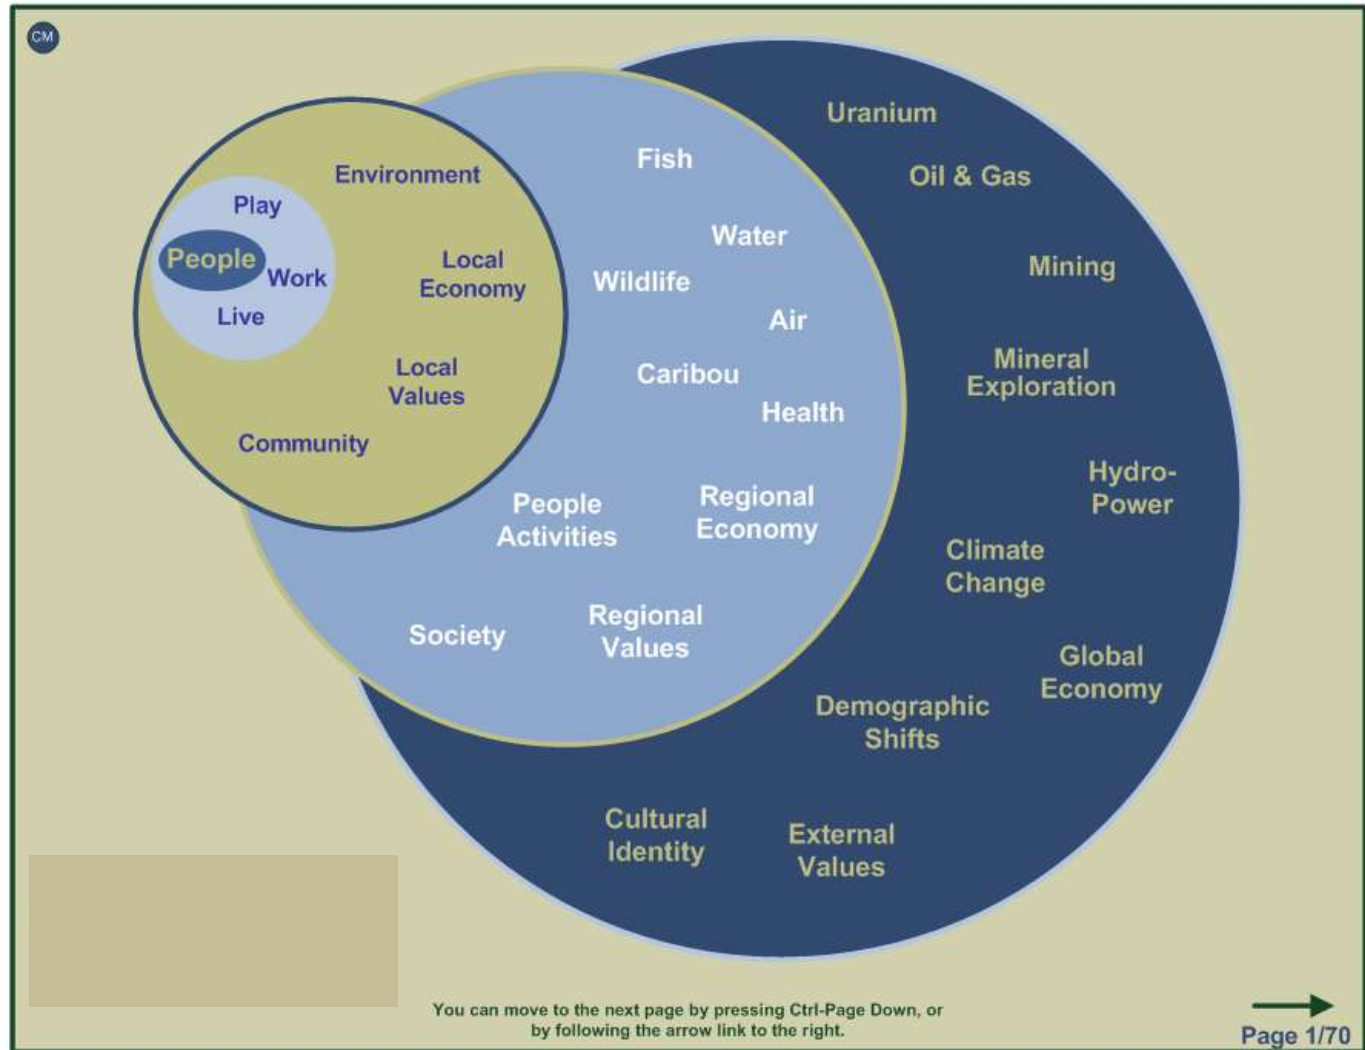 CM
Play
People
Work
Live
Environment
Local
Economy
Local
Values
Community
Fish
Water
Wildlife
Air
Caribou
Health
People
Activities
Regional
Economy
Society
Regional
Values
Uranium
Oil & Gas
Mining
Mineral
Exploration
Hydro-
Power
Climate
Change
Global
Economy
Demographic
Shifts
Cultural
Identity
External
Values
You can move to the next page by pressing Ctrl-Page Down, or
by following the arrow link to the right.
Page 1/70